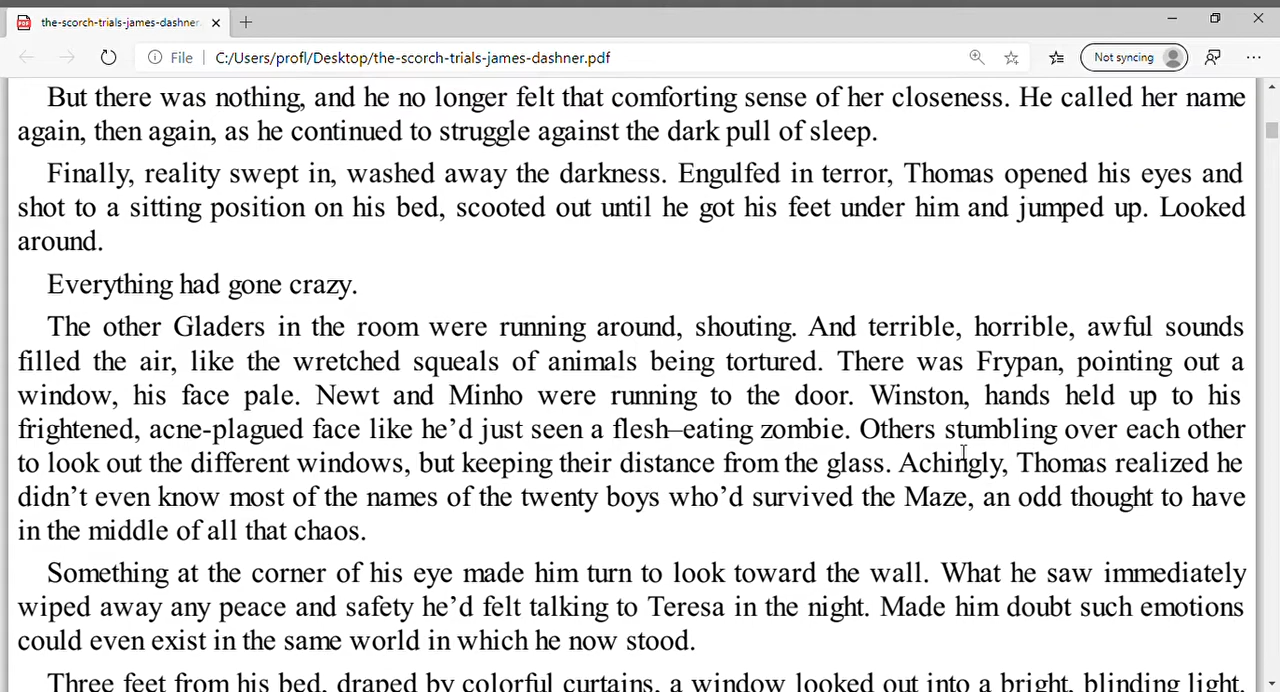 the-scorch-trials-james-dashner.
File C:/Users/profl/Desktop/the-scorch-trials-james-dashner.pdf Not syncing
But there was nothing, and he no longer felt that comforting sense of her closeness. He called her name
again, then again, as he continued to struggle against the dark pull of sleep.
Finally, reality swept in, washed away the darkness. Engulfed in terror, Thomas opened his eyes and
shot to a sitting position on his bed, scooted out until he got his feet under him and jumped up. Looked
around.
Everything had gone crazy.
The other Gladers in the room were running around, shouting. And terrible, horrible, awful sounds
filled the air, like the wretched squeals of animals being tortured. There was Frypan, pointing out a
window, his face pale. Newt and Minho were running to the door. Winston, hands held up to his
frightened, acne-plagued face like he’d just seen a flesh–eating zombie. Others stumbling over each other
to look out the different windows, but keeping their distance from the glass. Achingly, Thomas realized he
didn’t even know most of the names of the twenty boys who’d survived the Maze, an odd thought to have
in the middle of all that chaos.
Something at the corner of his eye made him turn to look toward the wall. What he saw immediately
wiped away any peace and safety he’d felt talking to Teresa in the night. Made him doubt such emotions
could even exist in the same world in which he now stood.
Three feet from his bed, draped by colorful curtains, a window looked out into a bright, blinding light.